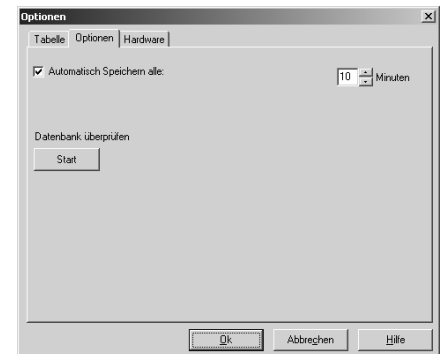 Optionen
Tabelle Optionen Hardware
Automatisch Speichern alle: 10 Minuten
Datenbank überprüfen
Start
Ok Abbrechen Hilfe